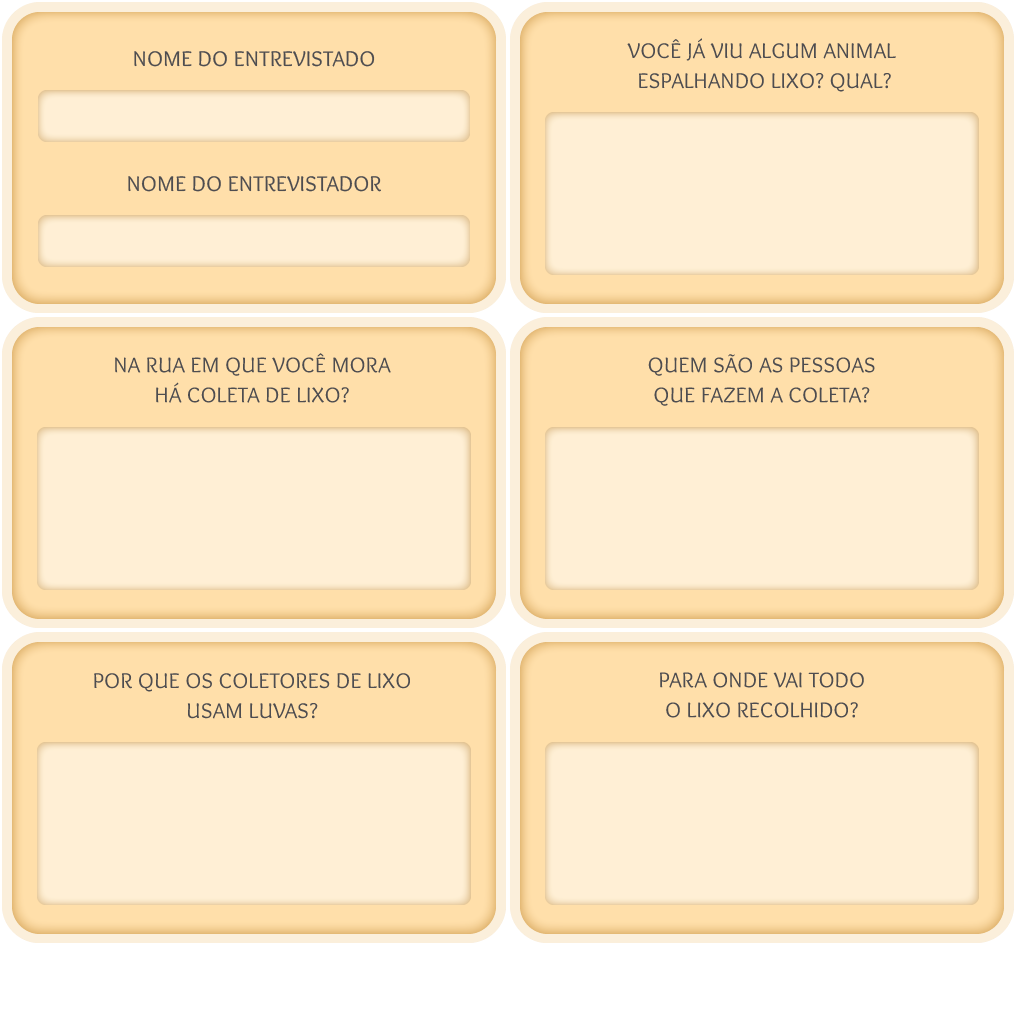 NOME DO ENTREVISTADO
NOME DO ENTREVISTADOR
VOCÊ JÁ VIU ALGUM ANIMAL
ESPALHANDO LIXO? QUAL?
NA RUA EM QUE VOCÊ MORA
HÁ COLETA DE LIXO?
QUEM SÃO AS PESSOAS
QUE FAZEM A COLETA?
POR QUE OS COLETORES DE LIXO
USAM LUVAS?
PARA ONDE VAI TODO
O LIXO RECOLHIDO?